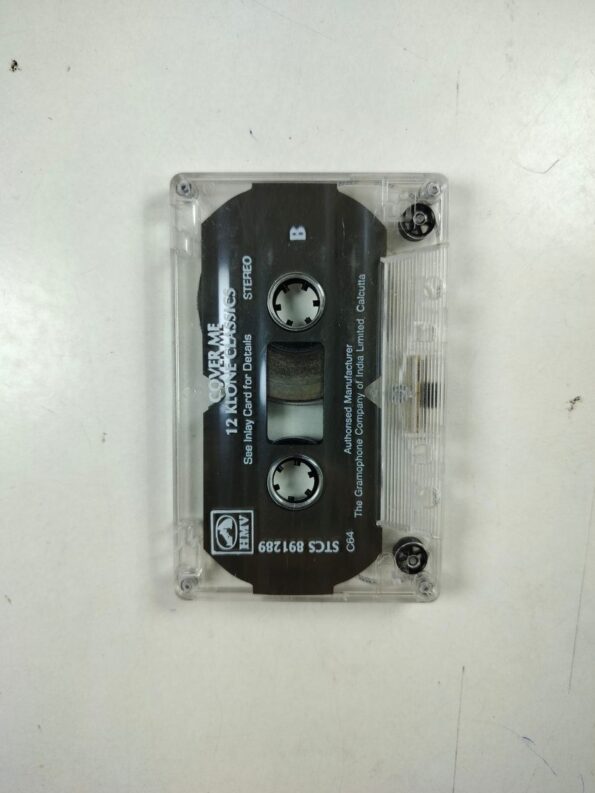 COVER ME
12 KLONE CLASSICS
See Inlay Card for Details STEREO
B
HMV
STCS 891289
C64
Authorised Manufacturer
The Gramophone Company of India Limited, Calcutta